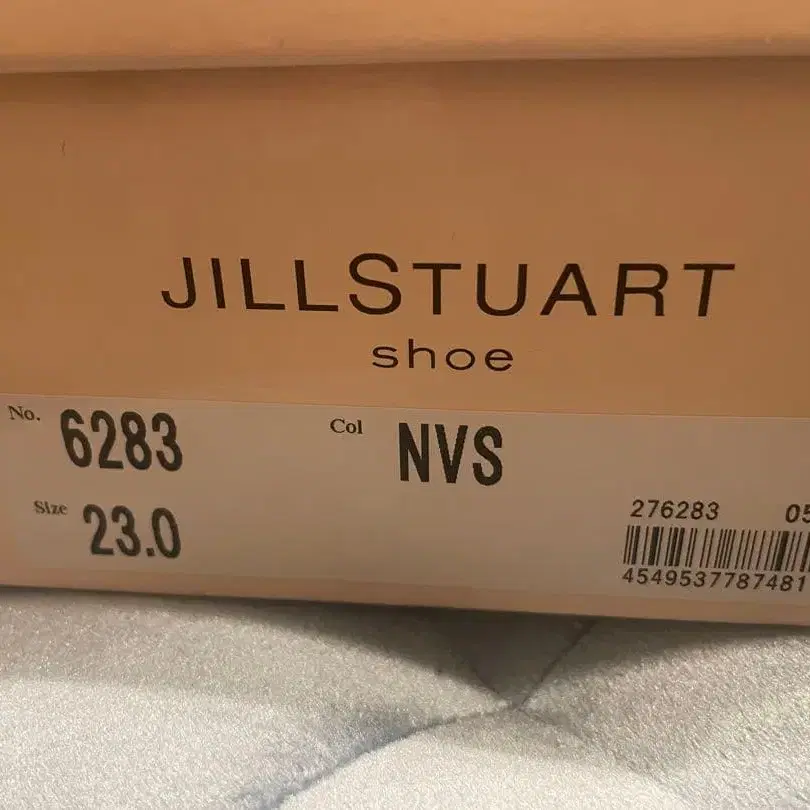 JILLSTUART
shoe
No. 6283 Col NVS
Size 23.0
276283 05
4549537787481